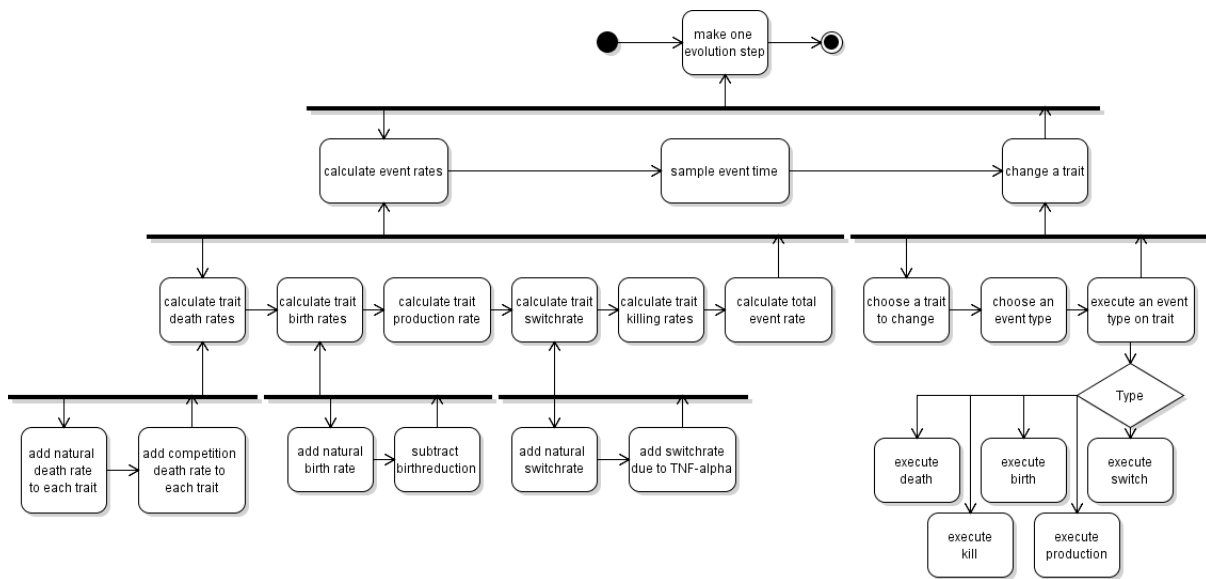 make one
evolution step
calculate event rates
sample event time
change a trait
calculate trait
death rates
calculate trait
birth rates
calculate trait
production rate
calculate trait
switchrate
calculate trait
killing rates
calculate total
event rate
choose a trait
to change
choose an
event type
execute an event
type on trait
Type
add natural
death rate
to each trait
add competition
death rate to
each trait
add natural
birth rate
subtract
birthreduction
add natural
switchrate
add switchrate
due to TNF-alpha
execute
death
execute
birth
execute
switch
execute
kill
execute
production